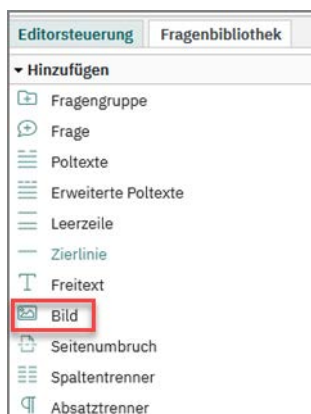 Editorsteuerung Fragenbibliothek
Hinzufügen
Fragengruppe
Frage
Poltexte
Erweiterte Poltexte
Leerzeile
Zierlinie
Freitext
Bild
Seitenumbruch
Spaltentrenner
Absatztrenner